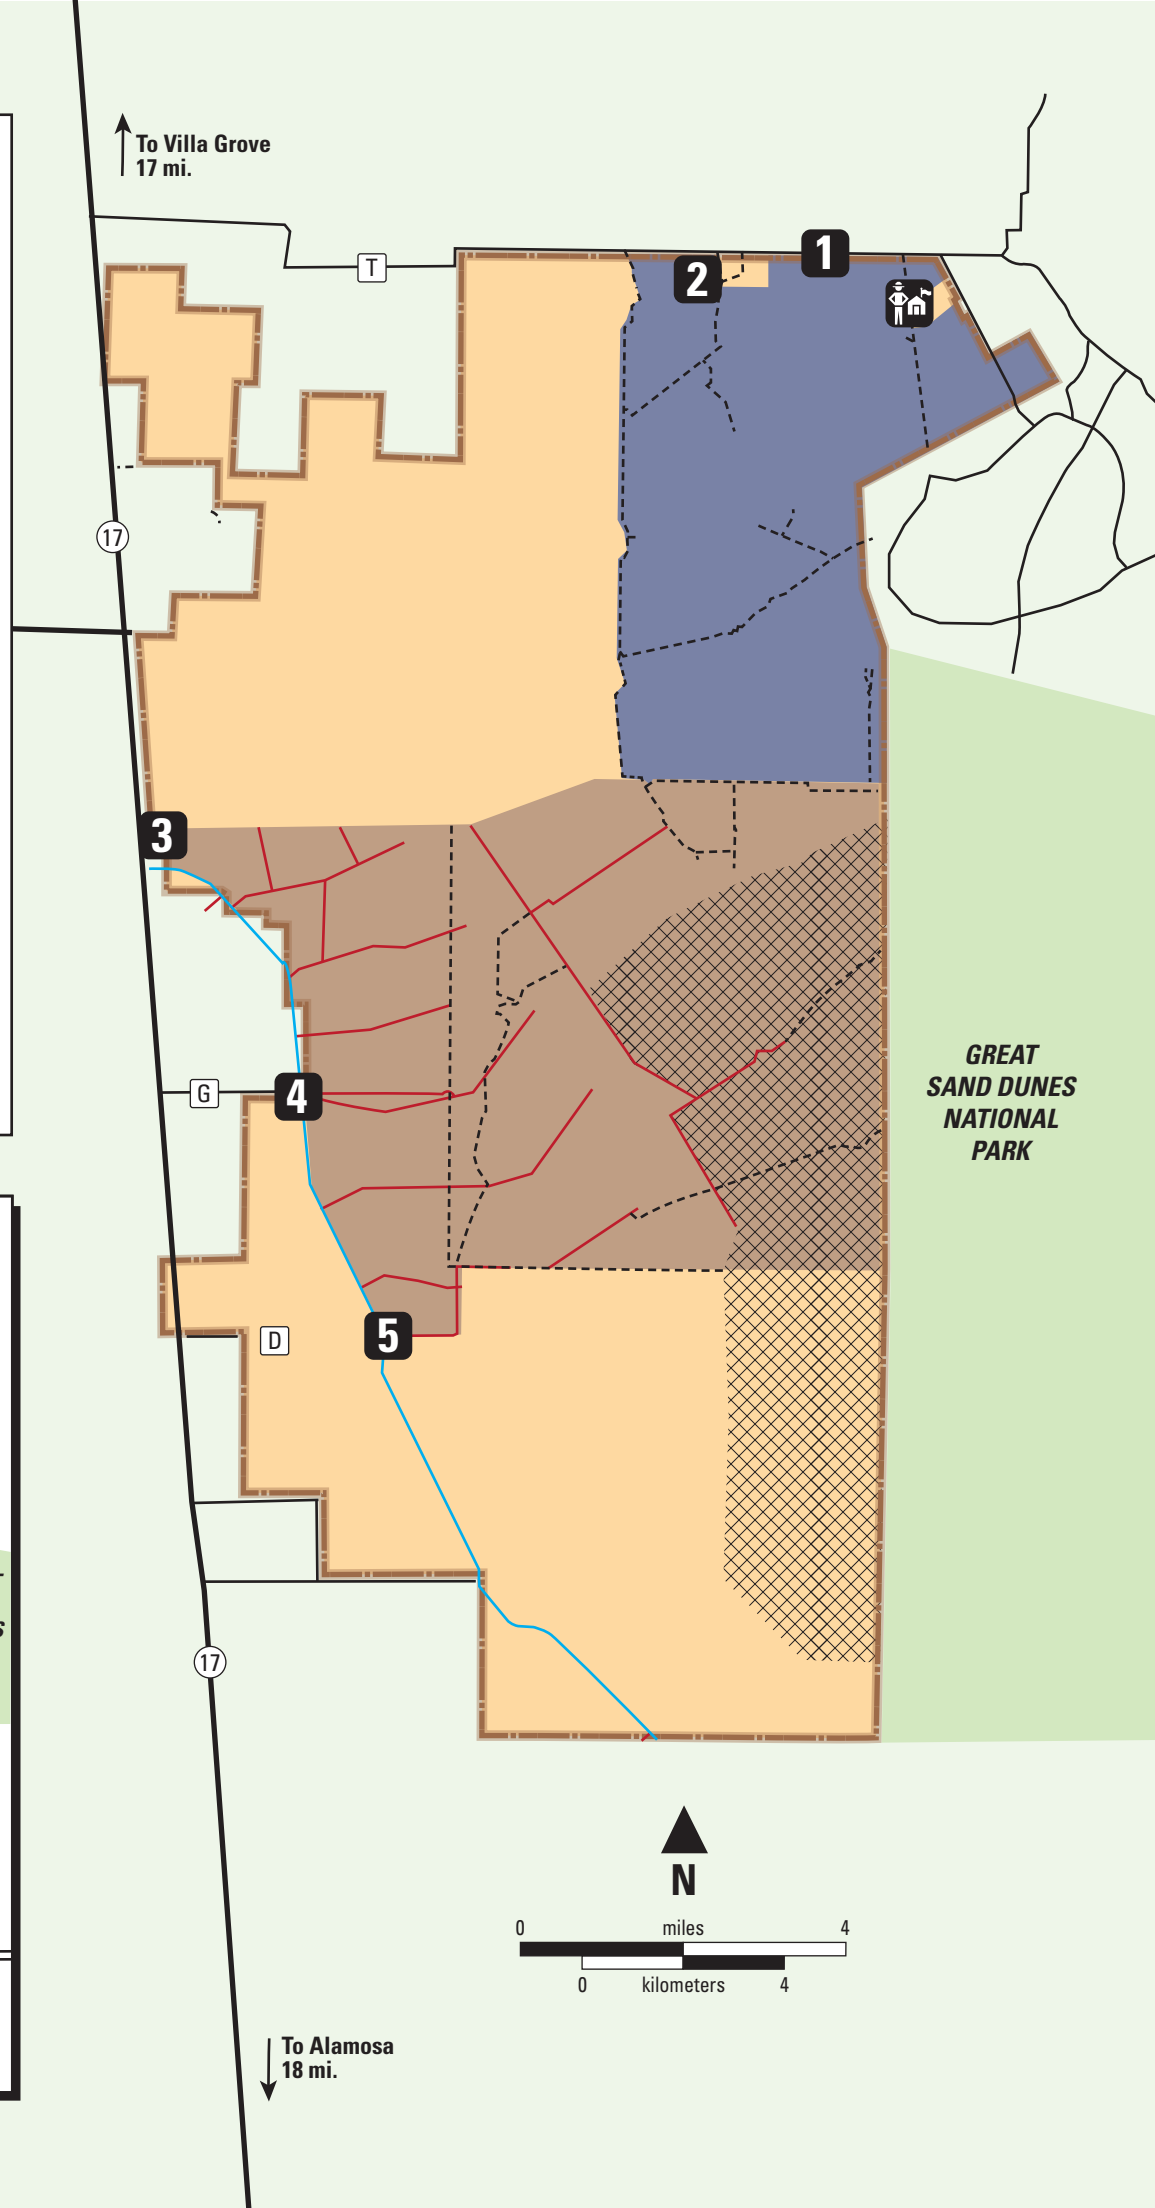 To Villa Grove
17 mi.
T
1
2
17
3
GREAT
SAND DUNES
NATIONAL
PARK
G
4
D
5
17
N
0 miles 4
0 kilometers 4
To Alamosa
18 mi.